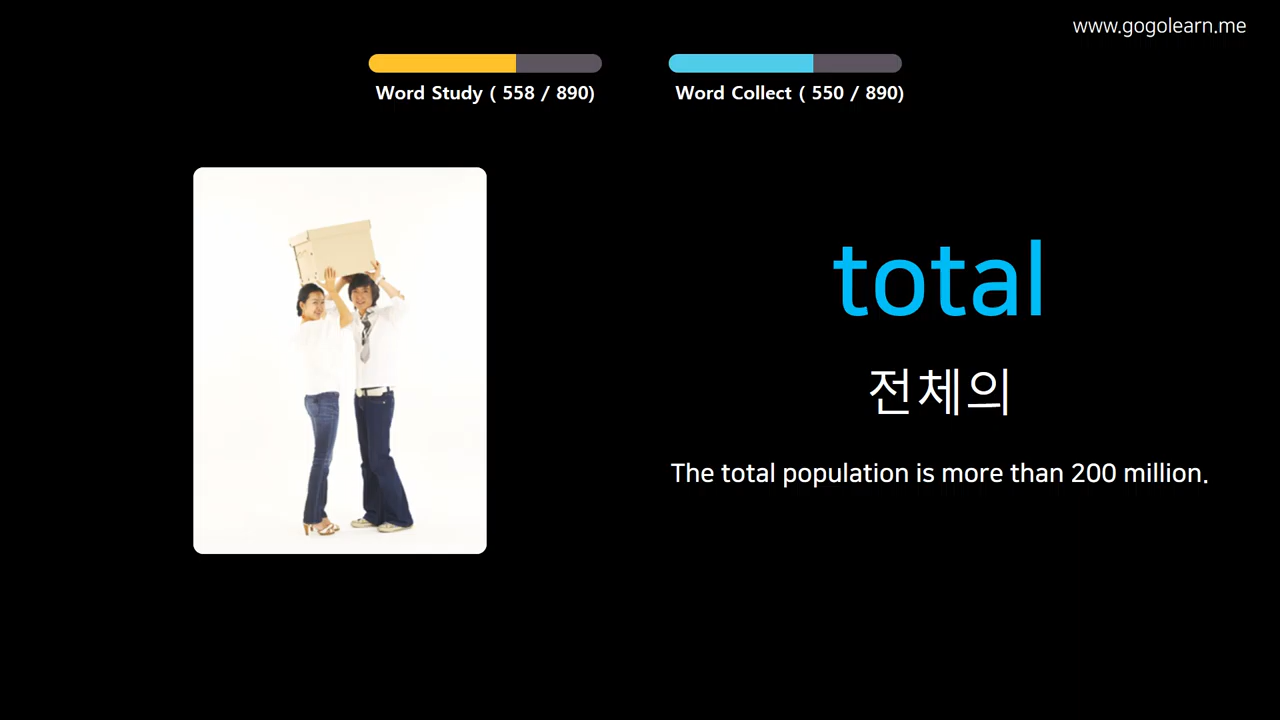 www.gogolearn.me
Word Study ( 558 / 890)
Word Collect ( 550 / 890)
total
전체의
The total population is more than 200 million.